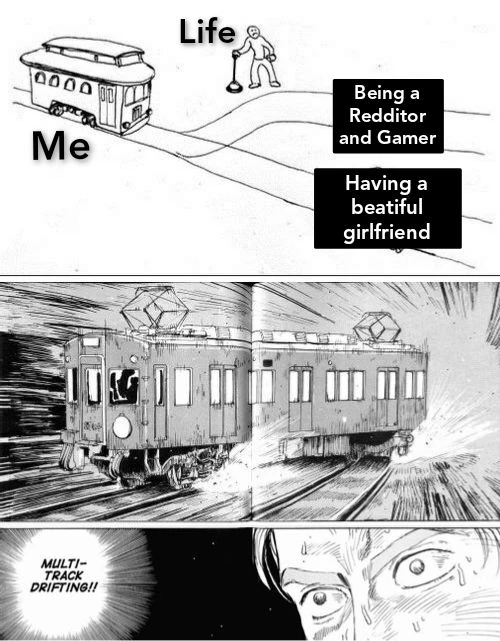 Life
Me
Being a
Redditor
and Gamer
Having a
beatiful
girlfriend
MULTI-
TRACK
DRIFTING!!